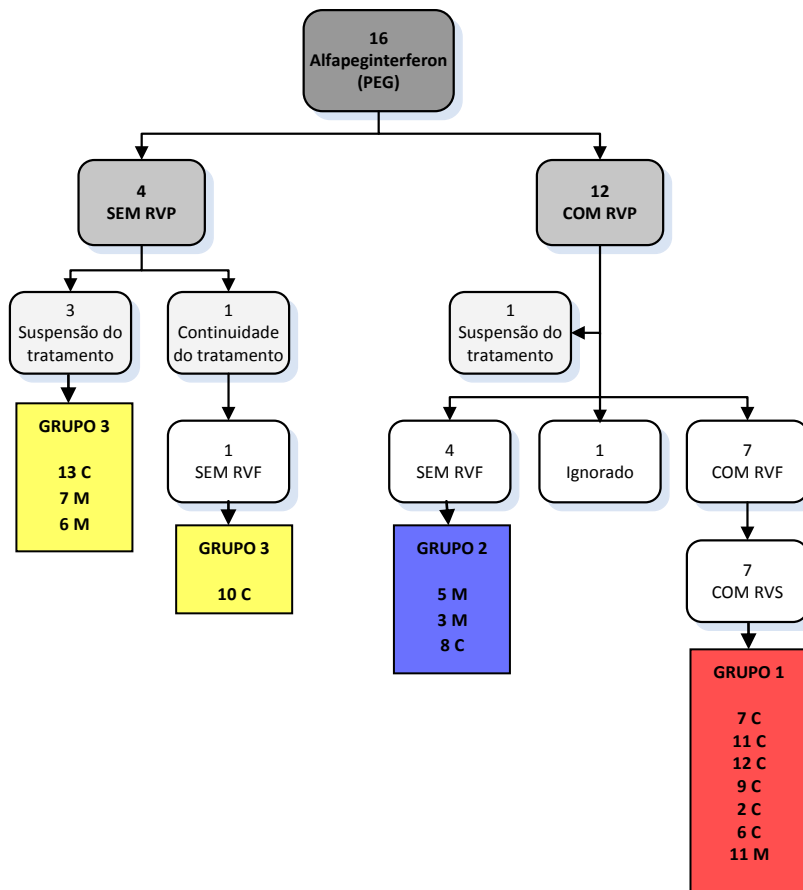 16
Alfapeginterferon
(PEG)
4
SEM RVP
12
COM RVP
3
Suspensão do
tratamento
1
Continuidade
do tratamento
1
Suspensão do
tratamento
GRUPO 3
13 C
7 M
6 M
1
SEM RVF
4
SEM RVF
1
Ignorado
7
COM RVF
GRUPO 3
10 C
GRUPO 2
5 M
3 M
8 C
7
COM RVS
GRUPO 1
7 C
11 C
12 C
9 C
2 C
6 C
11 M